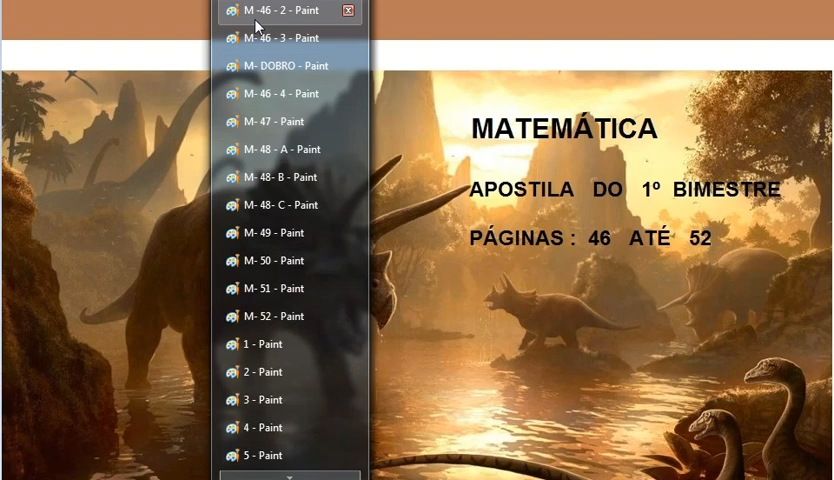 M -46 - 2 - Paint
M- 46 - 3 - Paint
M- DOBRO - Paint
M- 46 - 4 - Paint
M- 47 - Paint
M- 48 - A - Paint
M- 48- B - Paint
M- 48- C - Paint
M- 49 - Paint
M- 50 - Paint
M- 51 - Paint
M- 52 - Paint
1 - Paint
2 - Paint
3 - Paint
4 - Paint
5 - Paint
MATEMÁTICA
APOSTILA DO 1º BIMESTRE
PÁGINAS : 46 ATÉ 52